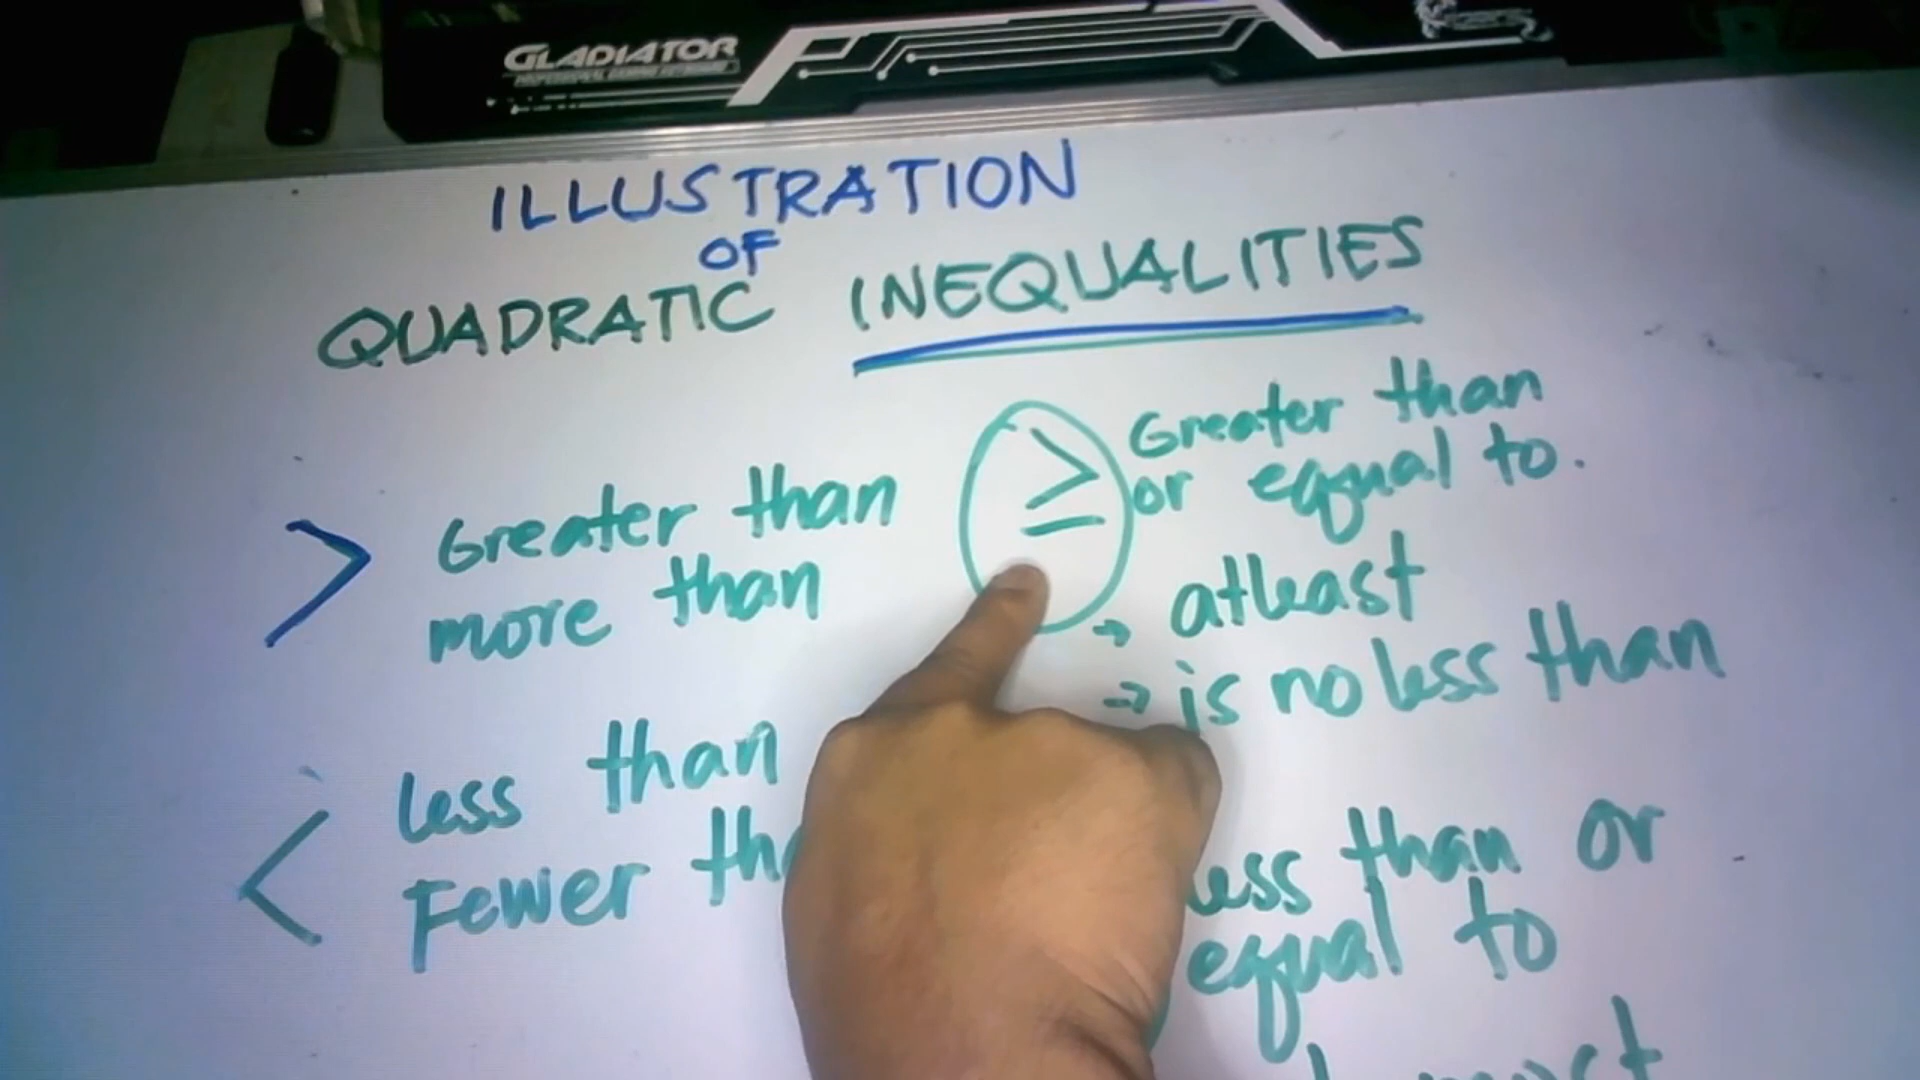 GLADIATOR
ILLUSTRATION
OF
QUADRATIC INEQUALITIES
> Greater than
more than
≥ Greater than
or equal to.
→ atleast
→ is no less than
< less than
Fewer
less than or
equal to
most